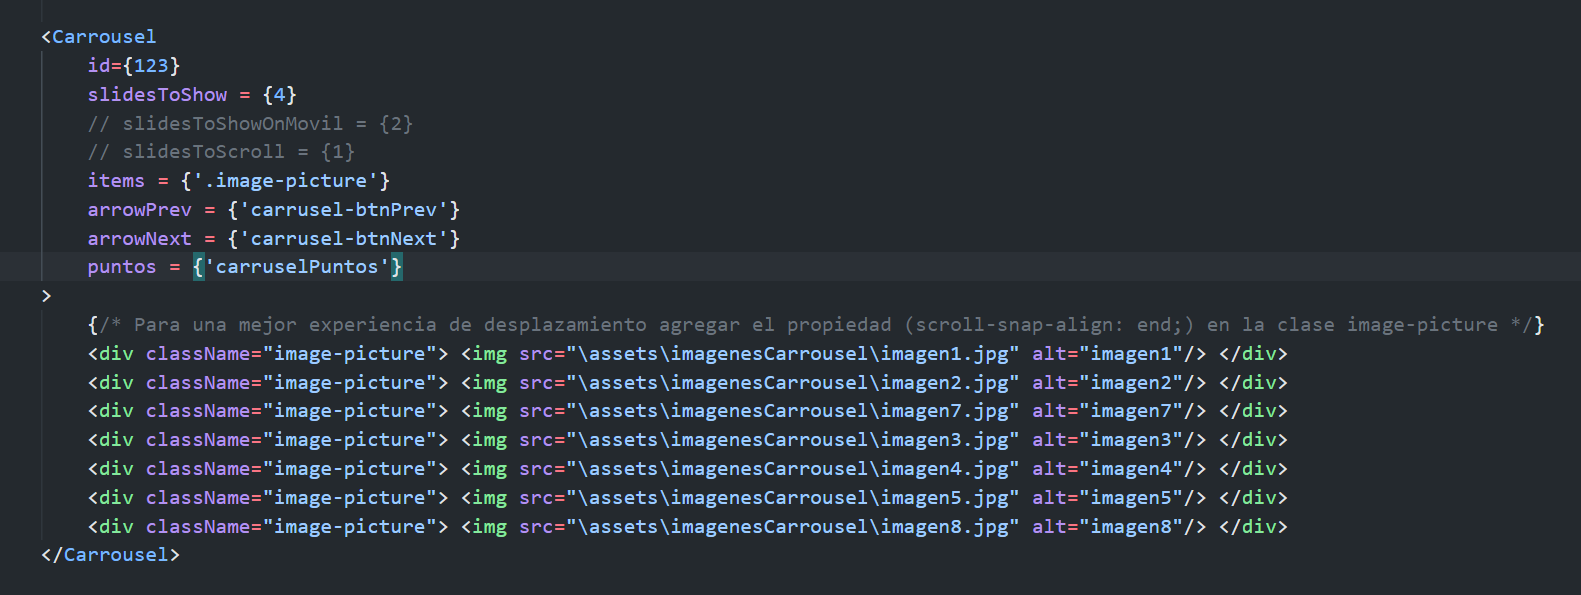 <Carrousel
id={123}
slidesToShow = {4}
// slidesToShowOnMovil = {2}
// slidesToScroll = {1}
items = {'.image-picture'}
arrowPrev = {'carrusel-btnPrev'}
arrowNext = {'carrusel-btnNext'}
puntos = {'carruselPuntos'}
>
{/* Para una mejor experiencia de desplazamiento agregar el propiedad (scroll-snap-align: end;) en la clase image-picture */}
<div className="image-picture"> <img src="\assets\imagenesCarrousel\imagen1.jpg" alt="imagen1"/> </div>
<div className="image-picture"> <img src="\assets\imagenesCarrousel\imagen2.jpg" alt="imagen2"/> </div>
<div className="image-picture"> <img src="\assets\imagenesCarrousel\imagen7.jpg" alt="imagen7"/> </div>
<div className="image-picture"> <img src="\assets\imagenesCarrousel\imagen3.jpg" alt="imagen3"/> </div>
<div className="image-picture"> <img src="\assets\imagenesCarrousel\imagen4.jpg" alt="imagen4"/> </div>
<div className="image-picture"> <img src="\assets\imagenesCarrousel\imagen5.jpg" alt="imagen5"/> </div>
<div className="image-picture"> <img src="\assets\imagenesCarrousel\imagen8.jpg" alt="imagen8"/> </div>
</Carrousel>